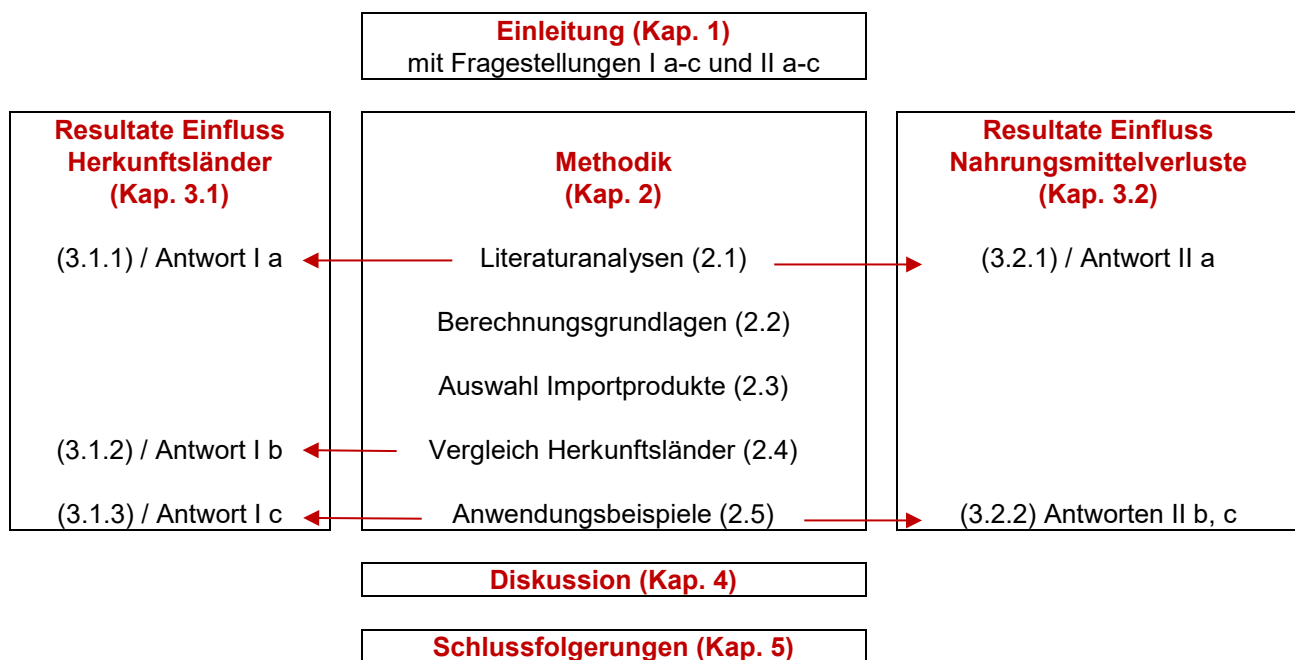 Einleitung (Kap. 1)
mit Fragestellungen I a-c und II a-c
Resultate Einfluss
Herkunftsländer
(Kap. 3.1)
(3.1.1) / Antwort I a
(3.1.2) / Antwort I b
(3.1.3) / Antwort I c
Methodik
(Kap. 2)
Literaturanalysen (2.1)
Berechnungsgrundlagen (2.2)
Auswahl Importprodukte (2.3)
Vergleich Herkunftsländer (2.4)
Anwendungsbeispiele (2.5)
Resultate Einfluss
Nahrungsmittelverluste
(Kap. 3.2)
(3.2.1) / Antwort II a
(3.2.2) Antworten II b, c
Diskussion (Kap. 4)
Schlussfolgerungen (Kap. 5)